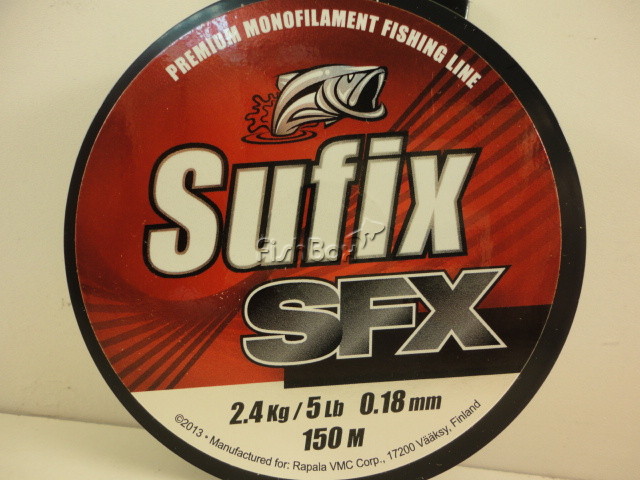 PREMIUM MONOFILAMENT FISHING LINE
Sufix
FishBay
SFX
2.4 Kg / 5 Lb 0.18 mm
150 M
©2013 • Manufactured for: Rapala VMC Corp., 17200 Vääksy, Finland